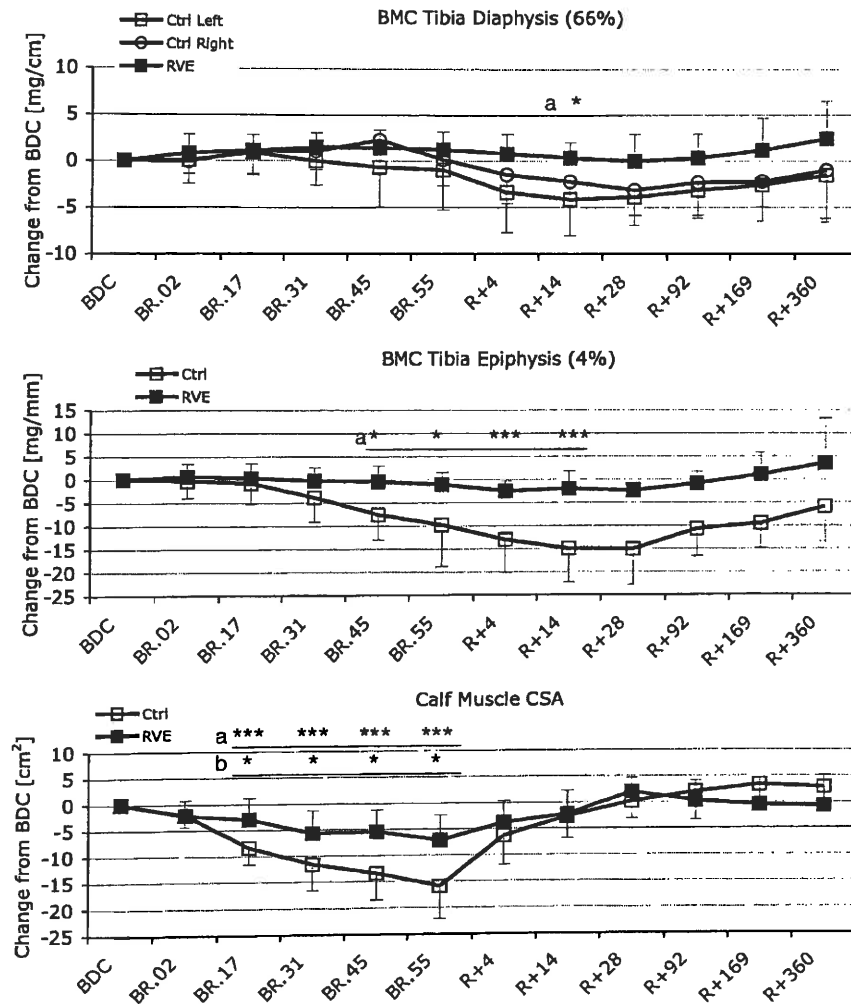 BMC Tibia Diaphysis (66%)
Ctrl Left
Ctrl Right
RVE
Change from BDC [mg/cm]
10
5
0
-5
-10
a *
BDC BR.02 BR.17 BR.31 BR.45 BR.55 R+4 R+14 R+28 R+92 R+169 R+360
BMC Tibia Epiphysis (4%)
Ctrl
RVE
Change from BDC [mg/mm]
15
10
5
0
-5
-10
-15
-20
-25
a* * *** ***
BDC BR.02 BR.17 BR.31 BR.45 BR.55 R+4 R+14 R+28 R+92 R+169 R+360
Calf Muscle CSA
Ctrl
RVE
Change from BDC [cm²]
10
5
0
-5
-10
-15
-20
-25
a *** *** *** ***
b * * * *
BDC BR.02 BR.17 BR.31 BR.45 BR.55 R+4 R+14 R+28 R+92 R+169 R+360